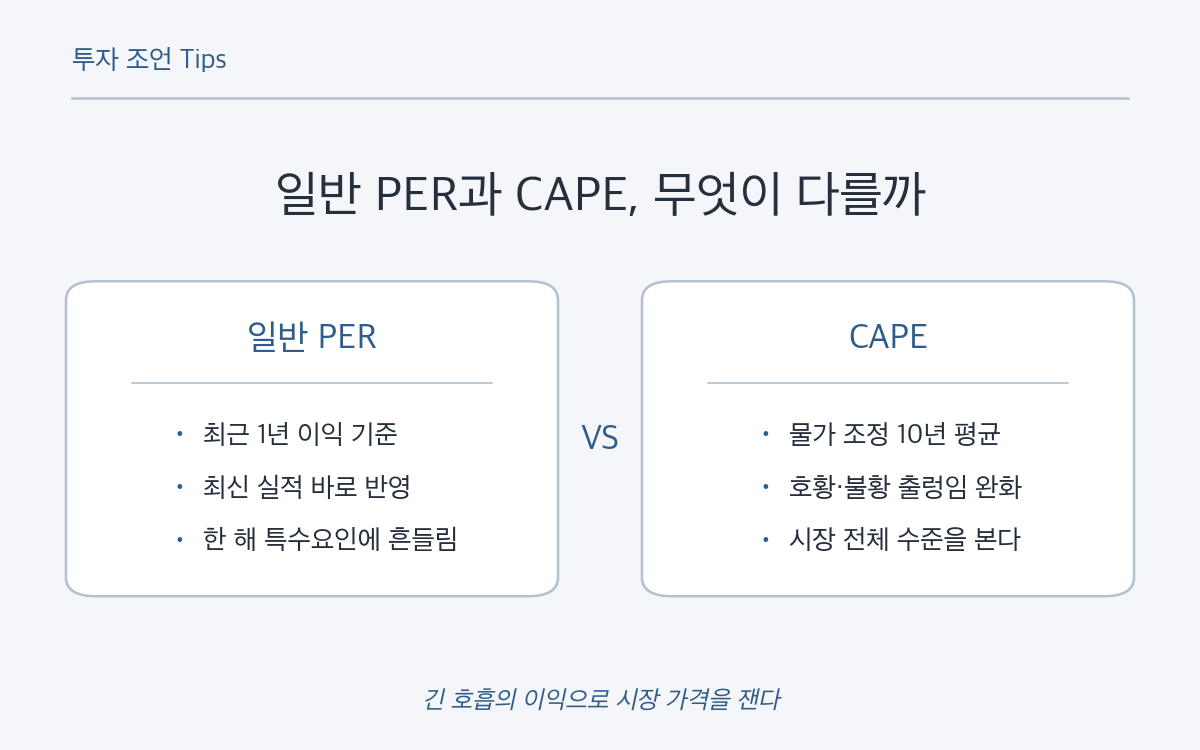 투자 조언 Tips
일반 PER과 CAPE, 무엇이 다를까
일반 PER
• 최근 1년 이익 기준
• 최신 실적 바로 반영
• 한 해 특수요인에 흔들림
VS
CAPE
• 물가 조정 10년 평균
• 호황·불황 출렁임 완화
• 시장 전체 수준을 본다
긴 호흡의 이익으로 시장 가격을 잰다